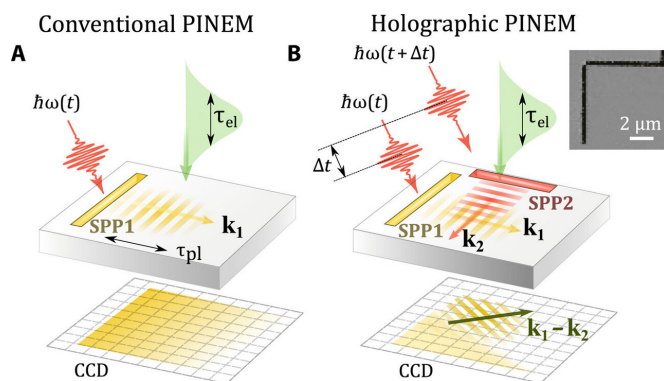 Conventional PINEM
Holographic PINEM
A
ħω(t)
τel
SPP1
k1
τpl
CCD
B
ħω(t + Δt)
ħω(t)
τel
Δt
2 μm
SPP2
SPP1
k2
k1
k1 – k2
CCD